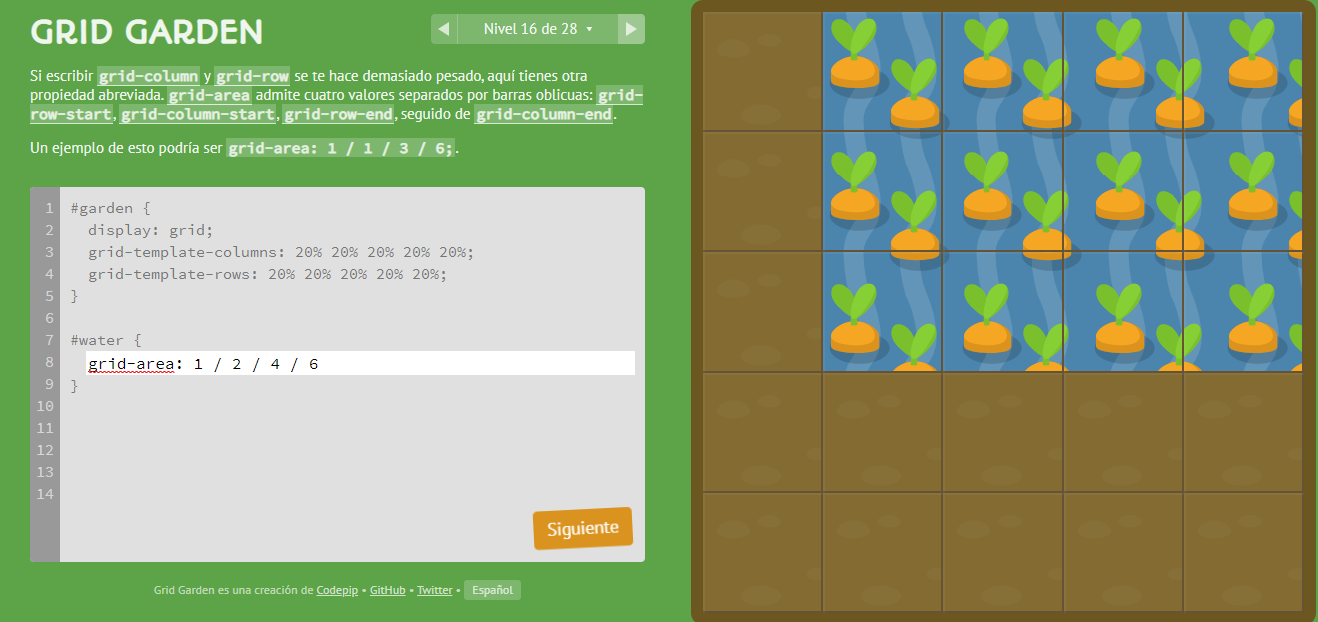 GRID GARDEN
Nivel 16 de 28
Si escribir grid-column y grid-row se te hace demasiado pesado, aquí tienes otra
propiedad abreviada. grid-area admite cuatro valores separados por barras oblicuas: grid-
row-start, grid-column-start, grid-row-end, seguido de grid-column-end.
Un ejemplo de esto podría ser grid-area: 1 / 1 / 3 / 6;.
1 #garden {
2 display: grid;
3 grid-template-columns: 20% 20% 20% 20% 20%;
4 grid-template-rows: 20% 20% 20% 20% 20%;
5 }
6
7 #water {
8 grid-area: 1 / 2 / 4 / 6
9 }
10
11
12
13
14
Siguiente
Grid Garden es una creación de Codepip • GitHub • Twitter • Español